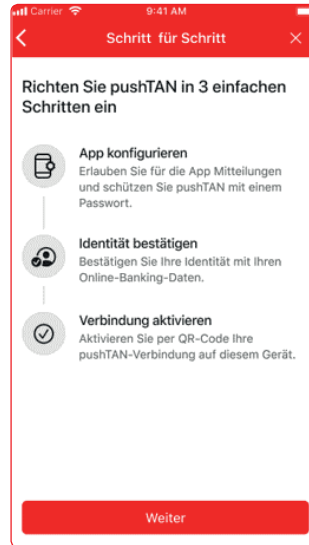 Carrier 9:41 AM
Schritt für Schritt
Richten Sie pushTAN in 3 einfachen
Schritten ein
App konfigurieren
Erlauben Sie für die App Mitteilungen
und schützen Sie pushTAN mit einem
Passwort.
Identität bestätigen
Bestätigen Sie Ihre Identität mit Ihren
Online-Banking-Daten.
Verbindung aktivieren
Aktivieren Sie per QR-Code Ihre
pushTAN-Verbindung auf diesem Gerät.
Weiter